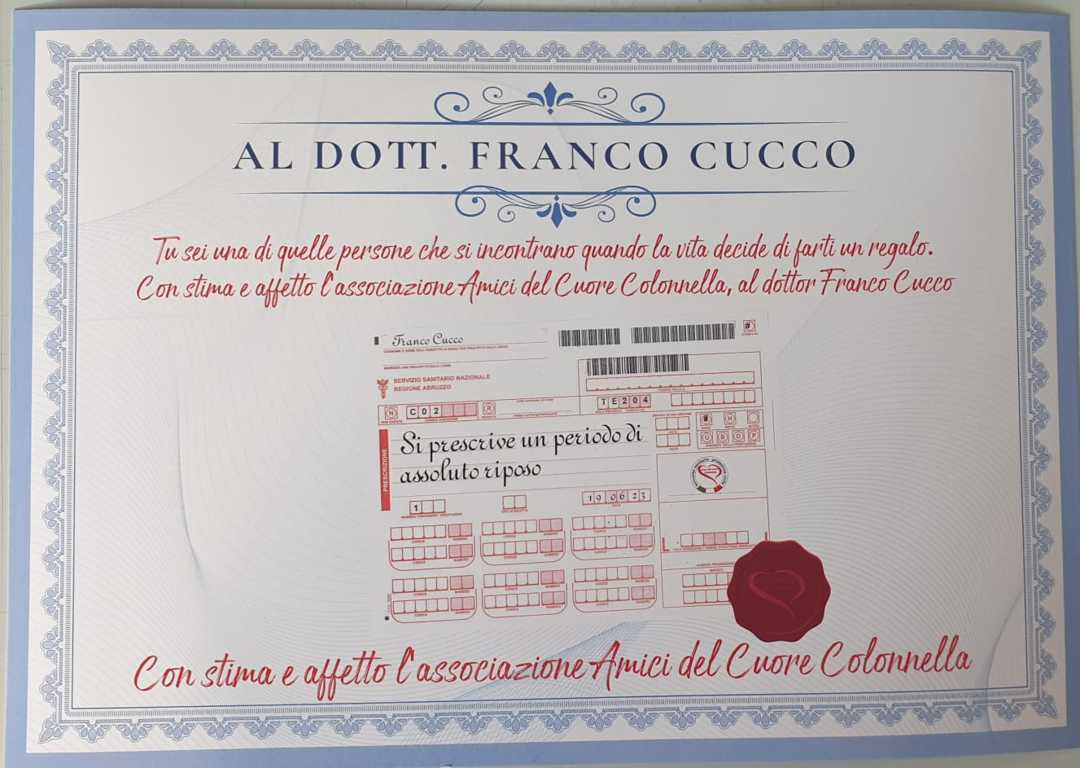 AL DOTT. FRANCO CUCCO
Tu sei una di quelle persone che si incontrano quando la vita decide di farti un regalo.
Con stima e affetto l'associazione Amici del Cuore Colonnella, al dottor Franco Cucco
Franco Cucco
SERVIZIO SANITARIO NAZIONALE
REGIONE ABRUZZO
C02
TE204
PRESCRIZIONE
Si prescrive un periodo di
assoluto riposo
1
190623
Con stima e affetto l'associazione Amici del Cuore Colonnella